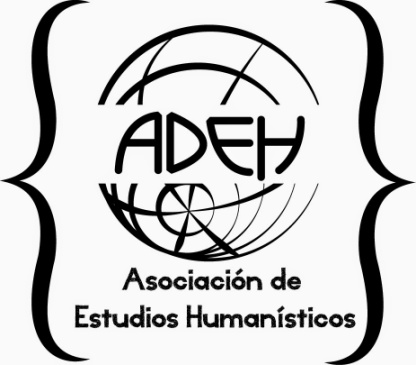 ADEH
Asociación de
Estudios Humanísticos